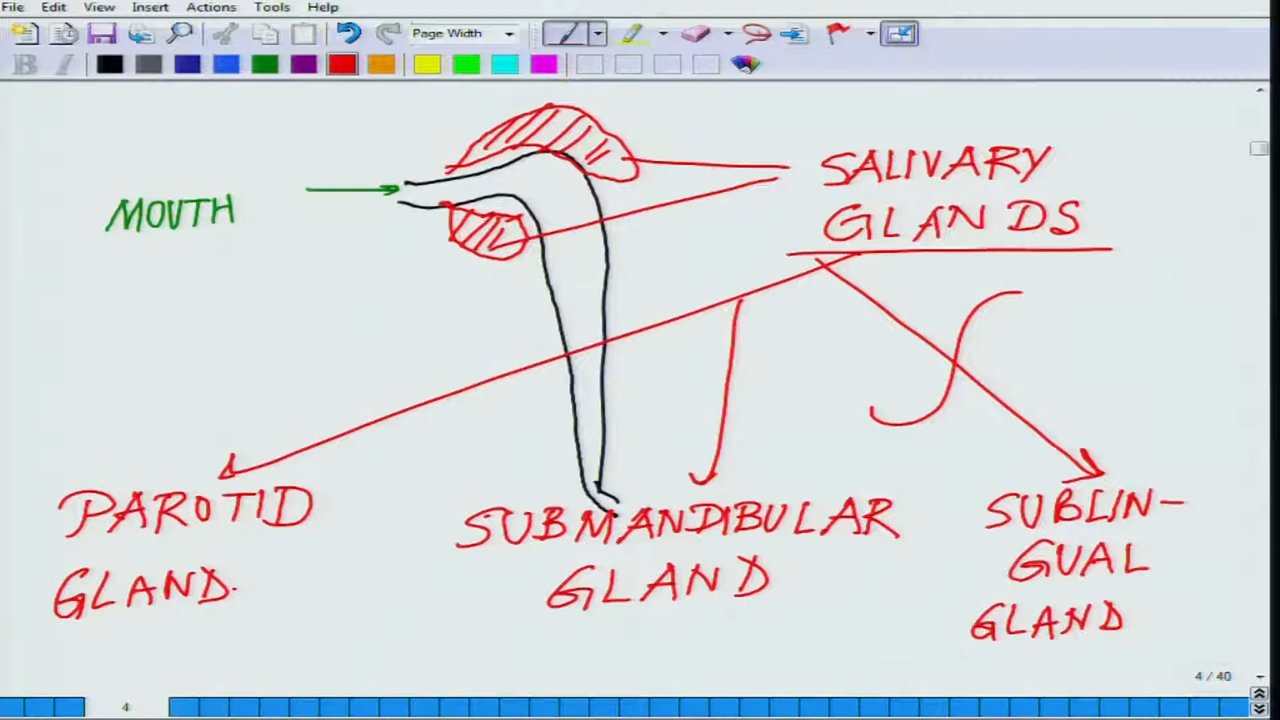 File Edit View Insert Actions Tools Help
Page Width
B I
SALIVARY
MOUTH
GLANDS
PAROTID
GLAND.
SUBMANDIBULAR
GLAND
SUBLIN-
GUAL
GLAND
4 / 40
4